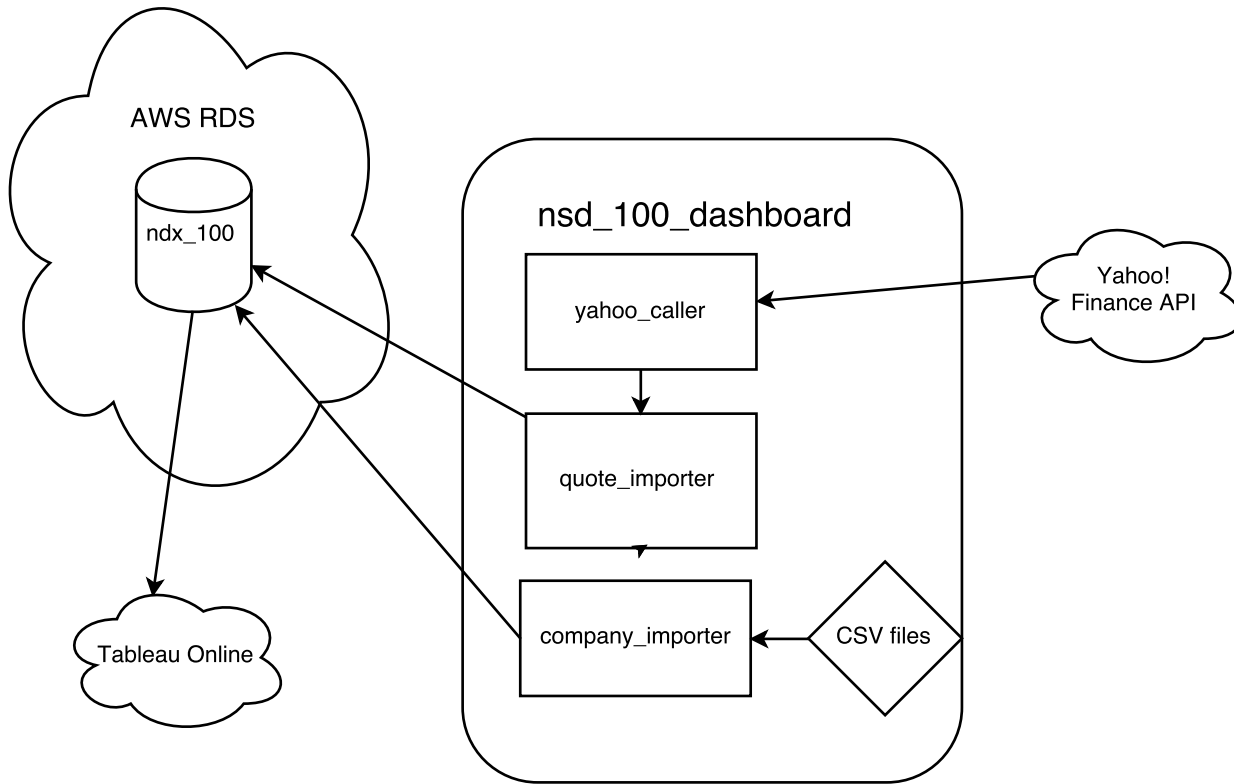 AWS RDS
ndx_100
nsd_100_dashboard
yahoo_caller
Yahoo!
Finance API
quote_importer
company_importer
CSV files
Tableau Online